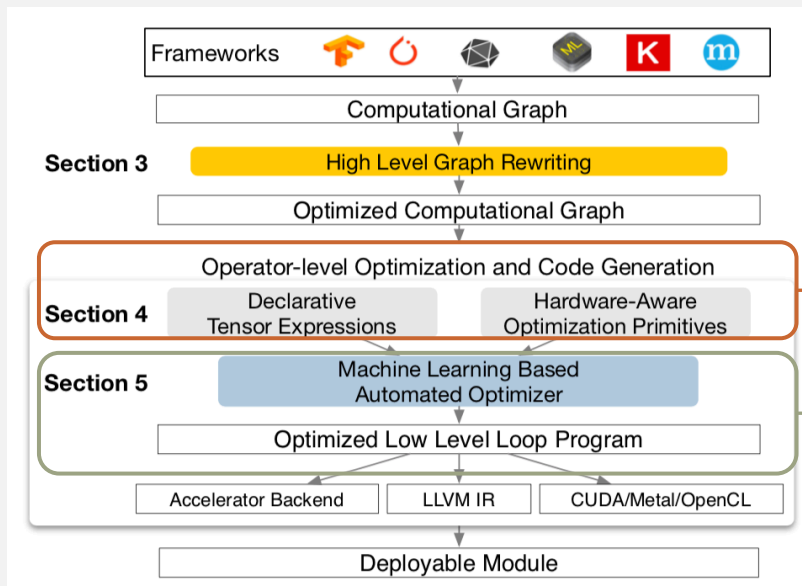 Frameworks ML K m
Computational Graph
Section 3 High Level Graph Rewriting
Optimized Computational Graph
Operator-level Optimization and Code Generation
Section 4
Declarative
Tensor Expressions
Hardware-Aware
Optimization Primitives
Section 5
Machine Learning Based
Automated Optimizer
Optimized Low Level Loop Program
Accelerator Backend LLVM IR CUDA/Metal/OpenCL
Deployable Module